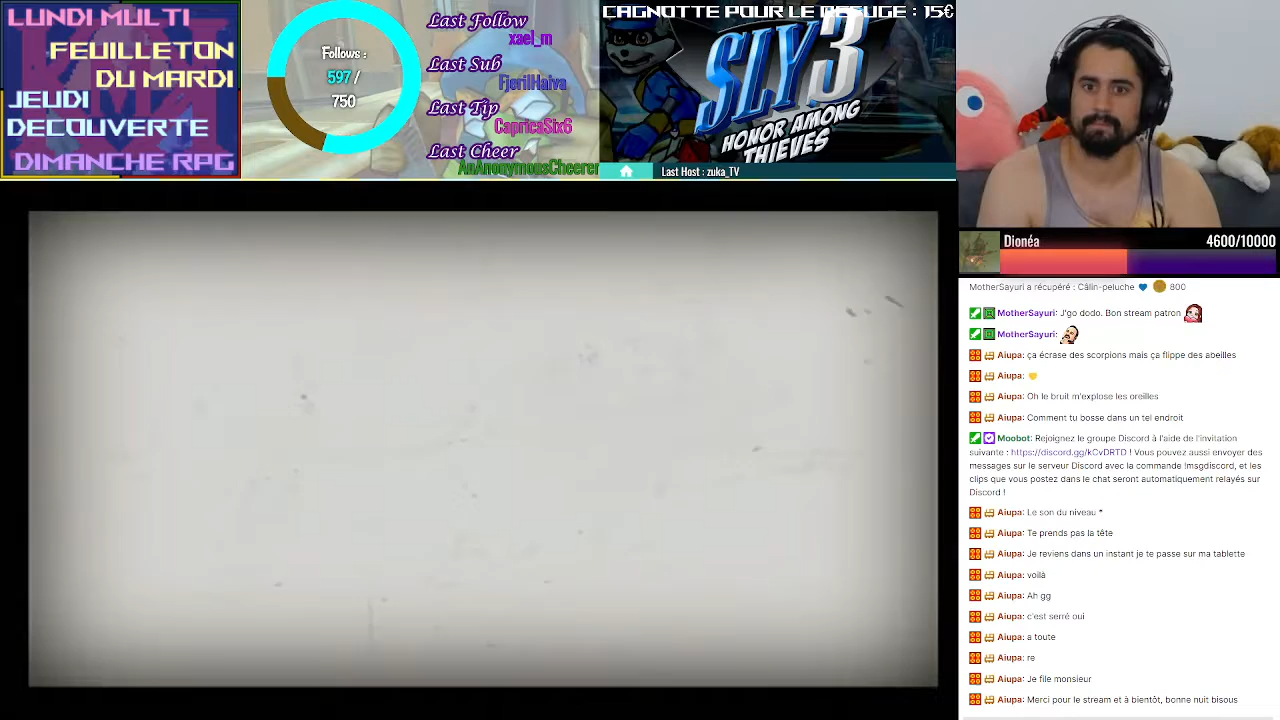 LUNDI MULTI
FEUILLETON
DU MARDI
JEUDI
DECOUVERTE
DIMANCHE RPG
Follows :
597 /
750
Last Follow
xael_m
Last Sub
FjorilHaiva
Last Tip
CapricaSix6
Last Cheer
AnAnonymousCheerer
CAGNOTTE POUR LE REFUGE : 15€
SLY 3
HONOR AMONG
THIEVES
Last Host : zuka_TV
Dionéa
4600/10000
MotherSayuri a récupéré : Câlin-peluche 800
MotherSayuri: J'go dodo. Bon stream patron
MotherSayuri:
Aiupa: ça écrase des scorpions mais ça flippe des abeilles
Aiupa:
Aiupa: Oh le bruit m'explose les oreilles
Aiupa: Comment tu bosse dans un tel endroit
Moobot: Rejoignez le groupe Discord à l'aide de l'invitation
suivante : https://discord.gg/kCvDRTD ! Vous pouvez aussi envoyer des
messages sur le serveur Discord avec la commande !msgdiscord, et les
clips que vous postez dans le chat seront automatiquement relayés sur
Discord !
Aiupa: Le son du niveau *
Aiupa: Te prends pas la tête
Aiupa: Je reviens dans un instant je te passe sur ma tablette
Aiupa: voilà
Aiupa: Ah gg
Aiupa: c'est serré oui
Aiupa: a toute
Aiupa: re
Aiupa: Je file monsieur
Aiupa: Merci pour le stream et à bientôt, bonne nuit bisous